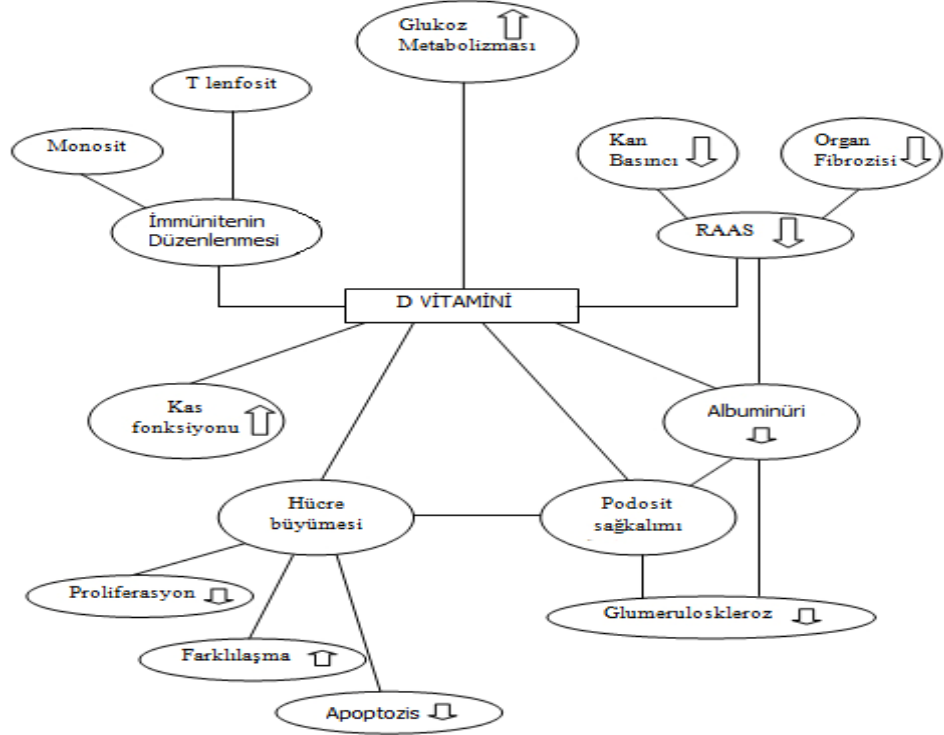 Glukoz
Metabolizması
T lenfosit
Monosit
Kan
Basıncı
Organ
Fibrozisi
İmmünitenin
Düzenlenmesi
RAAS
D VİTAMİNİ
Kas
fonksiyonu
Albuminüri
Hücre
büyümesi
Podosit
sağkalımı
Proliferasyon
Glumeruloskleroz
Farklılaşma
Apoptozis